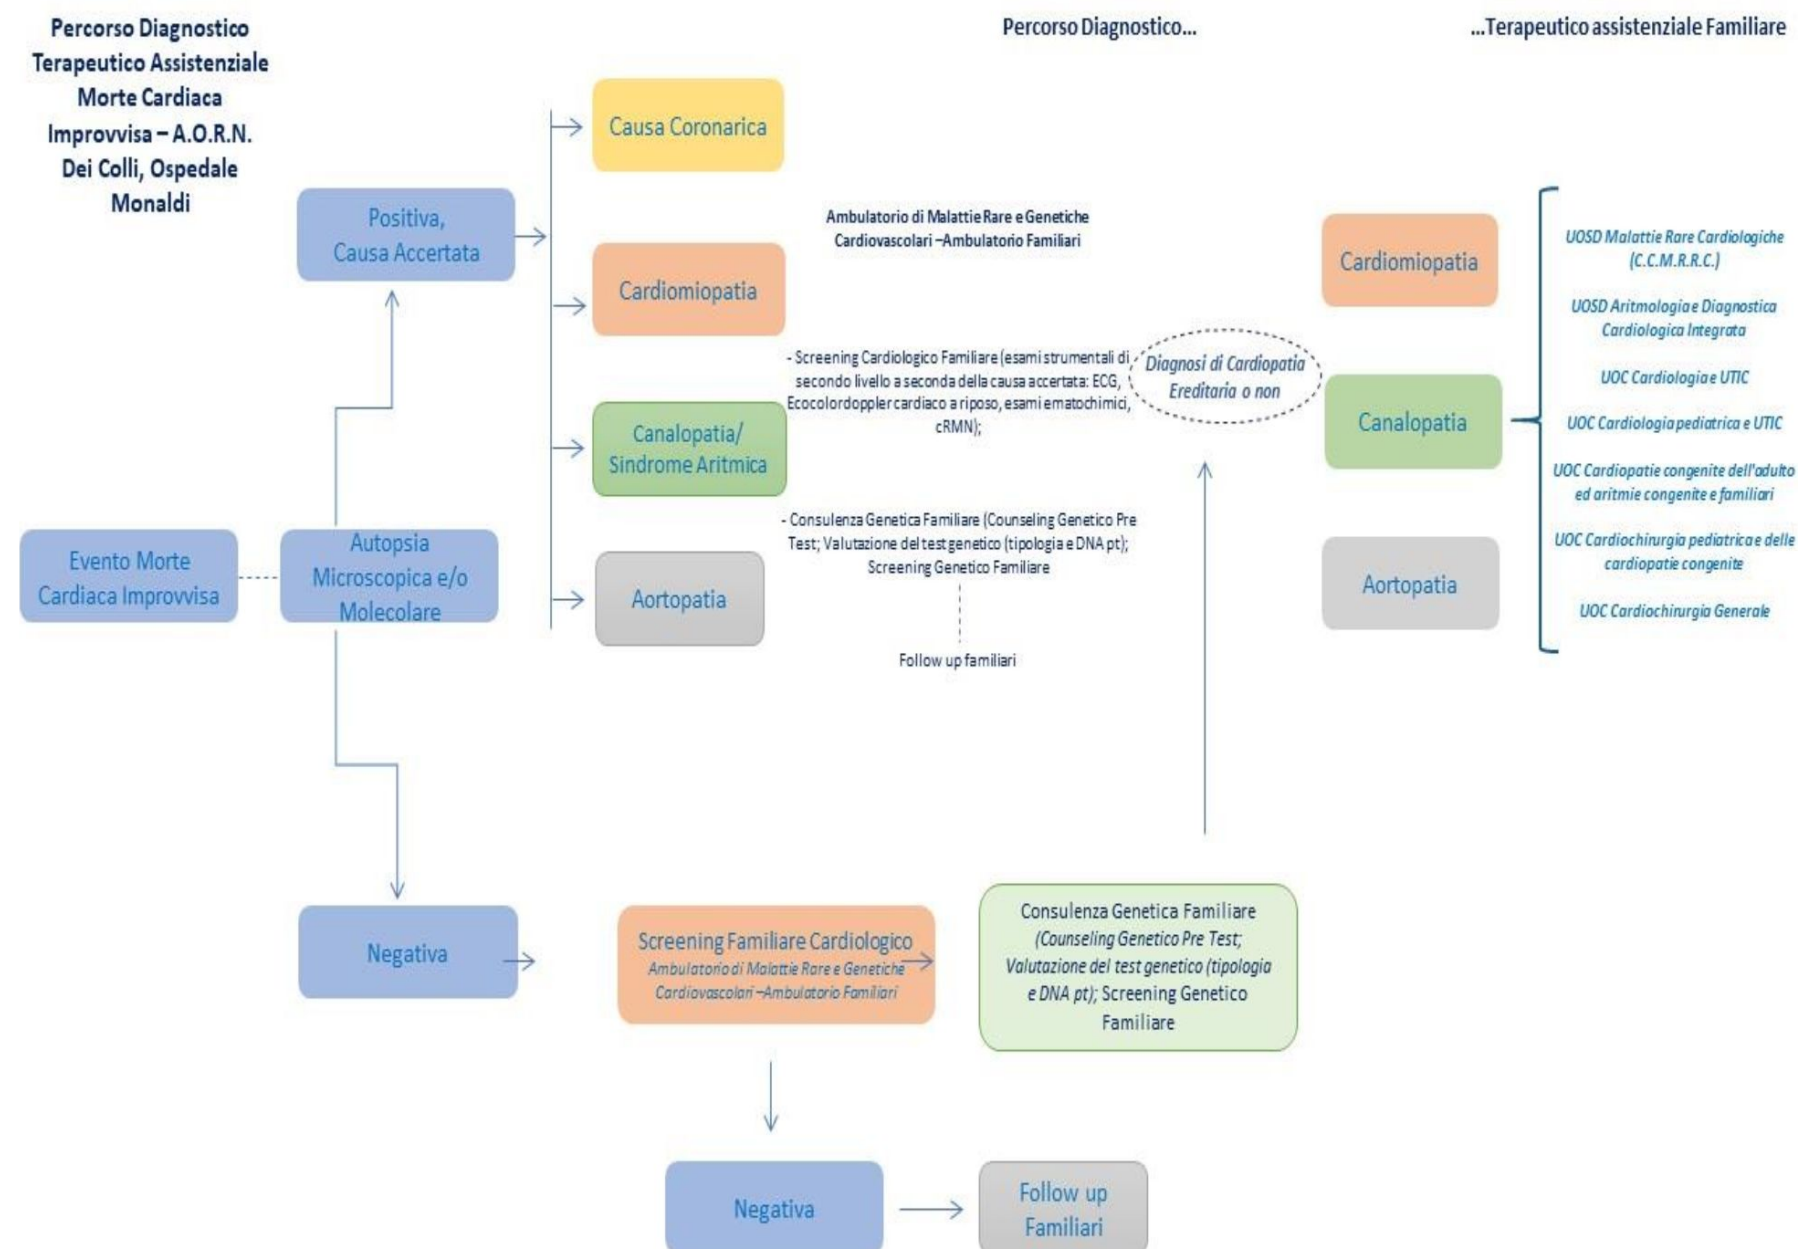 Percorso Diagnostico
Terapeutico Assistenziale
Morte Cardiaca
Improvvisa – A.O.R.N.
Dei Colli, Ospedale
Monaldi
Percorso Diagnostico...
...Terapeutico assistenziale Familiare
Evento Morte
Cardiaca Improvvisa
Autopsia
Microscopica e/o
Molecolare
Positiva,
Causa Accertata
Causa Coronarica
Cardiomiopatia
Canalopatia/
Sindrome Aritmica
Aortopatia
Ambulatorio di Malattie Rare e Genetiche
Cardiovascolari –Ambulatorio Familiari
- Screening Cardiologico Familiare (esami strumentali di
secondo livello a seconda della causa accertata: ECG,
Ecocolordoppler cardiaco a riposo, esami ematochimici,
cRMN);
- Consulenza Genetica Familiare (Counseling Genetico Pre
Test; Valutazione del test genetico (tipologia e DNA pt);
Screening Genetico Familiare
Follow up familiari
Diagnosi di Cardiopatia
Ereditaria o non
Cardiomiopatia
Canalopatia
Aortopatia
UOSD Malattie Rare Cardiologiche
(C.C.M.R.R.C.)
UOSD Aritmologia e Diagnostica
Cardiologica Integrata
UOC Cardiologia e UTIC
UOC Cardiologia pediatrica e UTIC
UOC Cardiopatie congenite dell'adulto
ed aritmie congenite e familiari
UOC Cardiochirurgia pediatrica e delle
cardiopatie congenite
UOC Cardiochirurgia Generale
Negativa
Screening Familiare Cardiologico
Ambulatorio di Malattie Rare e Genetiche
Cardiovascolari –Ambulatorio Familiari
Consulenza Genetica Familiare
(Counseling Genetico Pre Test;
Valutazione del test genetico (tipologia
e DNA pt); Screening Genetico
Familiare
Negativa
Follow up
Familiari